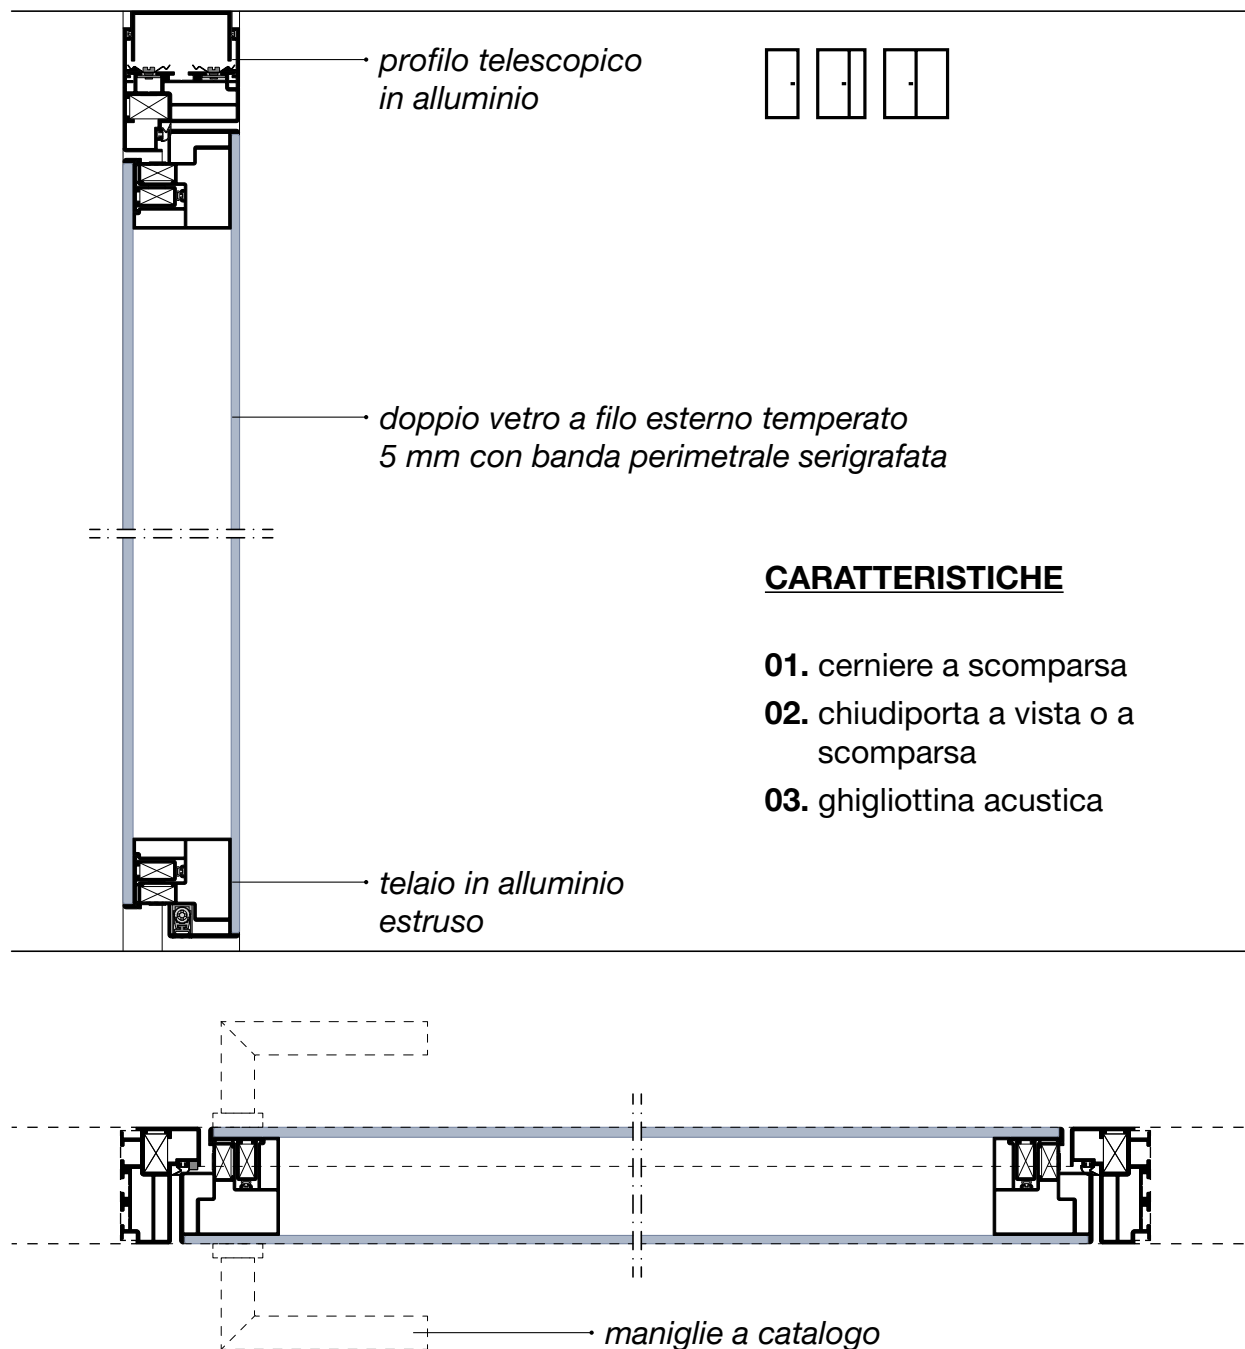 profilo telescopico
in alluminio
doppio vetro a filo esterno temperato
5 mm con banda perimetrale serigrafata
CARATTERISTICHE
01. cerniere a scomparsa
02. chiudiporta a vista o a
scomparsa
03. ghigliottina acustica
telaio in alluminio
estruso
maniglie a catalogo